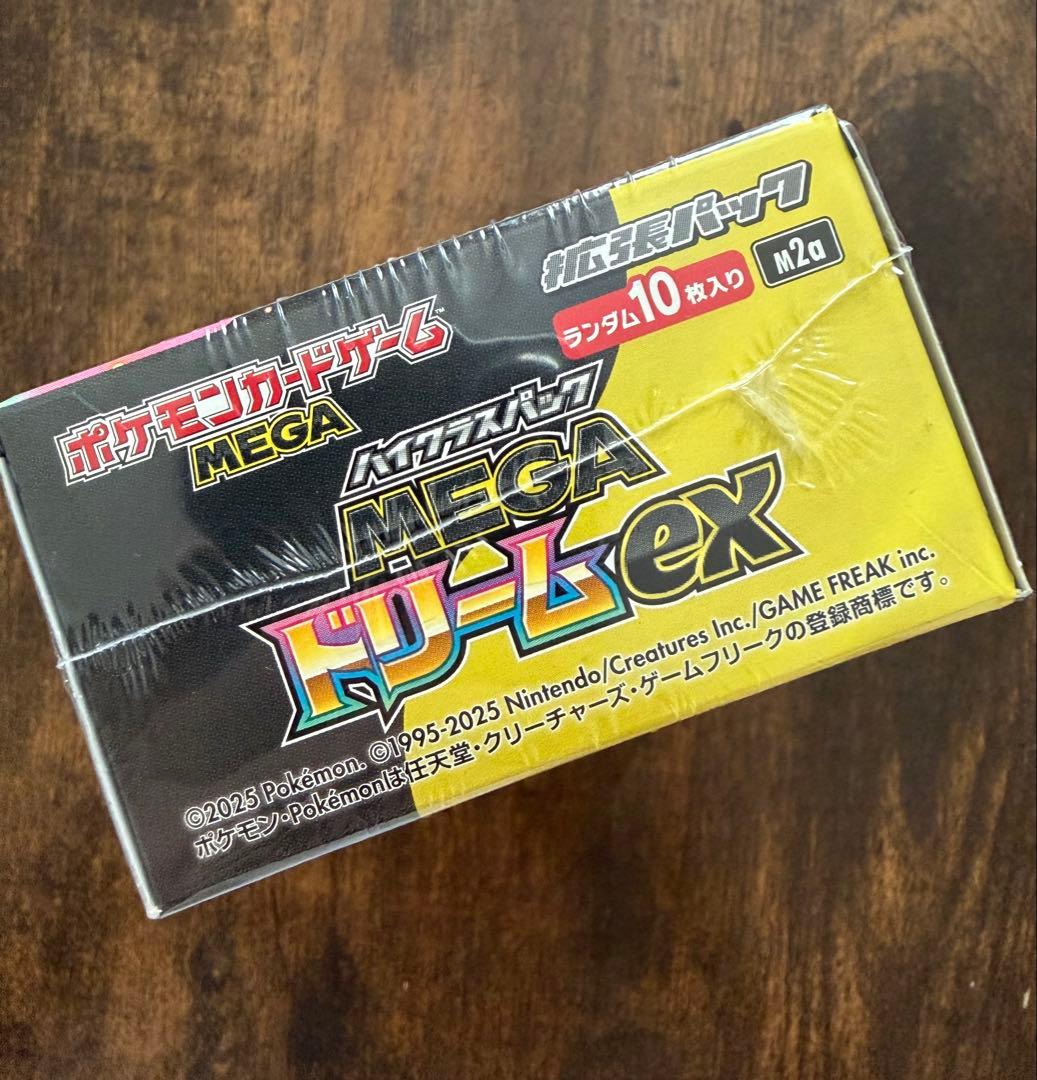 拡張パック
ランダム10枚入り
M2a
ポケモンカードゲーム™
MEGA
ハイクラスパック
MEGA
ドリームex
©2025 Pokémon. ©1995-2025 Nintendo/Creatures Inc./GAME FREAK inc.
ポケモン・Pokémonは任天堂・クリーチャーズ・ゲームフリークの登録商標です。